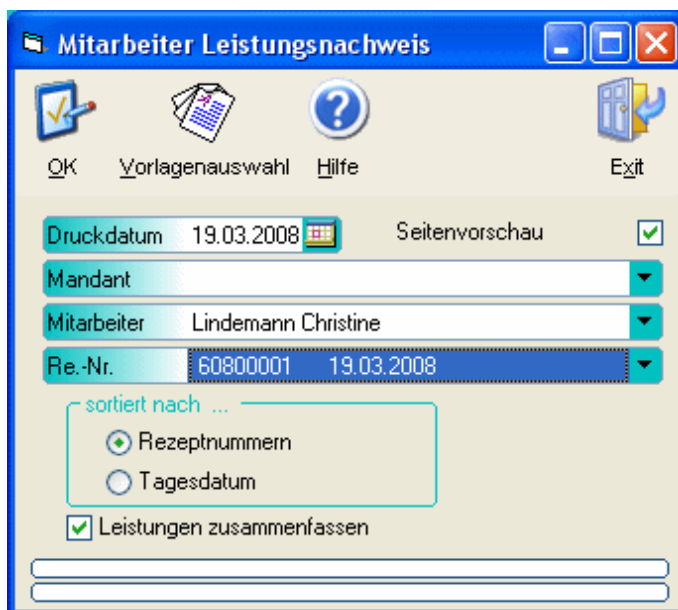 Mitarbeiter Leistungsnachweis
OK Vorlagenauswahl Hilfe Exit
Druckdatum 19.03.2008 Seitenvorschau
Mandant
Mitarbeiter Lindemann Christine
Re.-Nr. 60800001 19.03.2008
sortiert nach ...
Rezeptnummern
Tagesdatum
Leistungen zusammenfassen